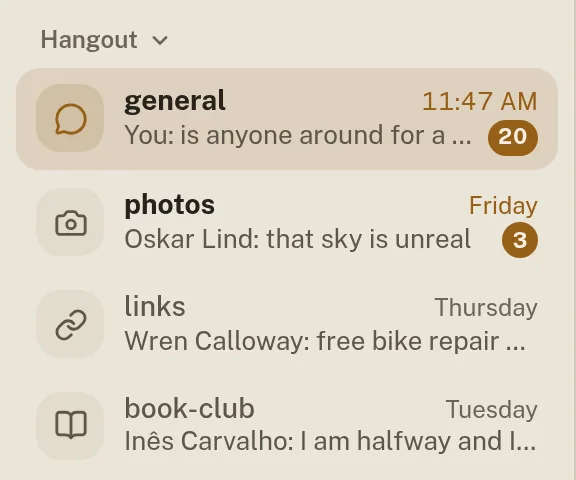 Hangout
general 11:47 AM
You: is anyone around for a ... 20
photos Friday
Oskar Lind: that sky is unreal 3
links Thursday
Wren Calloway: free bike repair ...
book-club Tuesday
Inês Carvalho: I am halfway and I...